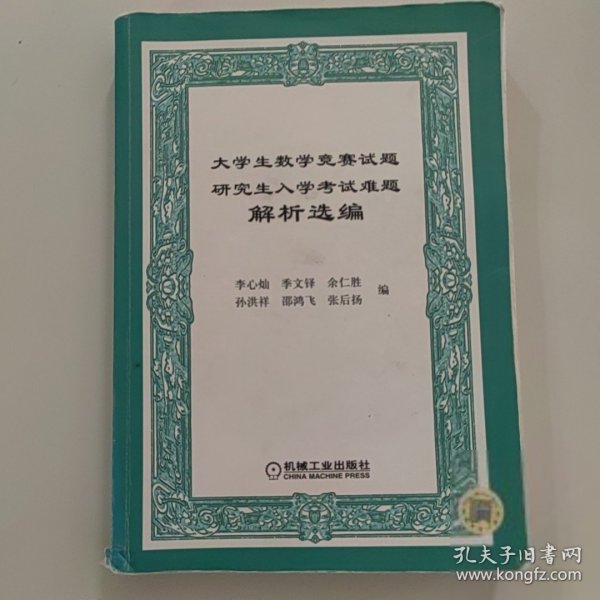 大学生数学竞赛试题
研究生入学考试难题
解析选编
李心灿 季文铎 余仁胜
孙洪祥 邵鸿飞 张后扬 编
机械工业出版社
CHINA MACHINE PRESS
孔夫子旧書网
www.kongfz.com